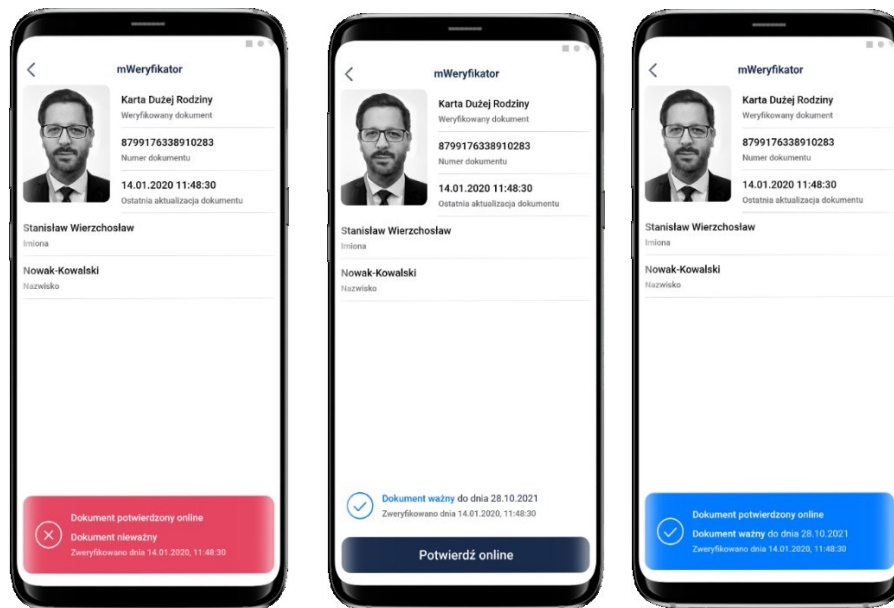 mWeryfikator
Karta Dużej Rodziny
Weryfikowany dokument
8799176338910283
Numer dokumentu
14.01.2020 11:48:30
Ostatnia aktualizacja dokumentu
Stanisław Wierzchosław
Imiona
Nowak-Kowalski
Nazwisko
Dokument potwierdzony online
Dokument nieważny
Zweryfikowano dnia 14.01.2020, 11:48:30
mWeryfikator
Karta Dużej Rodziny
Weryfikowany dokument
8799176338910283
Numer dokumentu
14.01.2020 11:48:30
Ostatnia aktualizacja dokumentu
Stanisław Wierzchosław
Imiona
Nowak-Kowalski
Nazwisko
Dokument ważny do dnia 28.10.2021
Zweryfikowano dnia 14.01.2020, 11:48:30
Potwierdź online
mWeryfikator
Karta Dużej Rodziny
Weryfikowany dokument
8799176338910283
Numer dokumentu
14.01.2020 11:48:30
Ostatnia aktualizacja dokumentu
Stanisław Wierzchosław
Imiona
Nowak-Kowalski
Nazwisko
Dokument potwierdzony online
Dokument ważny do dnia 28.10.2021
Zweryfikowano dnia 14.01.2020, 11:48:30